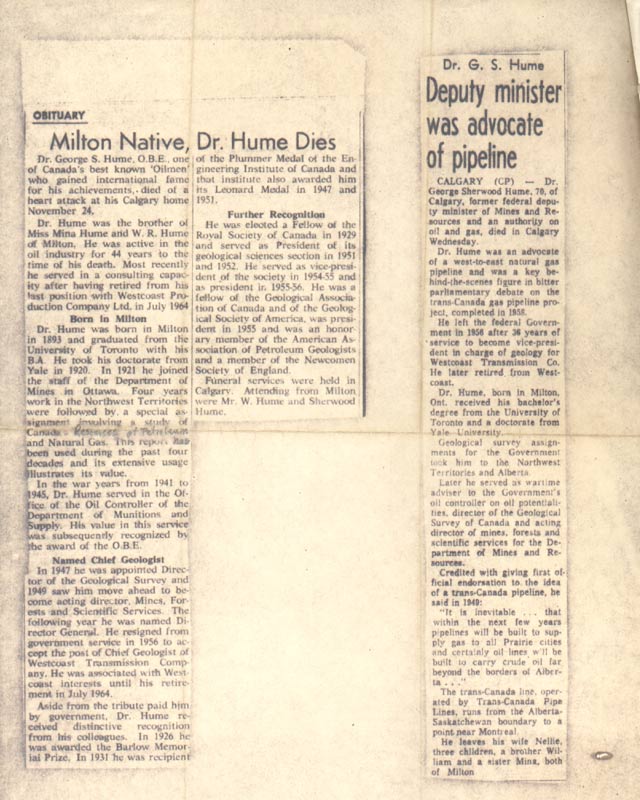 OBITUARY
Milton Native, Dr. Hume Dies
Dr. George S. Hume, O.B.E., one
of Canada's best known 'Oilmen'
who gained international fame
for his achievements, died of a
heart attack at his Calgary home
November 24.
Dr. Hume was the brother of
Miss Mina Hume and W. R. Hume
of Milton. He was active in the
oil industry for 44 years to the
time of his death. Most recently
he served in a consulting capac-
ity after having retired from his
last position with Westcoast Pro-
duction Company Ltd. in July 1964
Born in Milton
Dr. Hume was born in Milton
in 1893 and graduated from the
University of Toronto with his
B.A. He took his doctorate from
Yale in 1920. In 1921 he joined
the staff of the Department of
Mines in Ottawa. Four years
work in the Northwest Territories
were followed by a special as-
signment involving a study of
Canada Resources of Petroleum
and Natural Gas. This report has
been used during the past four
decades and its extensive usage
illustrates its value.
In the war years from 1941 to
1945, Dr. Hume served in the Of-
fice of the Oil Controller of the
Department of Munitions and
Supply. His value in this service
was subsequently recognized by
the award of the O.B.E.
Named Chief Geologist
In 1947 he was appointed Direc-
tor of the Geological Survey and
1949 saw him move ahead to be-
come acting director, Mines, For-
ests and Scientific Services. The
following year he was named Di-
rector General. He resigned from
government service in 1956 to ac-
cept the post of Chief Geologist of
Westcoast Transmission Comp-
any. He was associated with West-
coast interests until his retire-
ment in July 1964.
Aside from the tribute paid him
by government, Dr. Hume re-
ceived distinctive recognition
from his colleagues. In 1926 he
was awarded the Barlow Memor-
ial Prize. In 1931 he was recipient
of the Plummer Medal of the En-
gineering Institute of Canada and
that institute also awarded him
its Leonard Medal in 1947 and
1951.
Further Recognition
He was elected a Fellow of the
Royal Society of Canada in 1929
and served as President of its
geological sciences section in 1951
and 1952. He served as vice-presi-
dent of the society in 1954-55 and
as president in 1955-56. He was a
fellow of the Geological Associa-
tion of Canada and of the Geolog-
ical Society of America, was pres-
ident in 1955 and was an honor-
ary member of the American As-
sociation of Petroleum Geologists
and a member of the Newcomen
Society of England.
Funeral services were held in
Calgary. Attending from Milton
were Mr. W. Hume and Sherwood
Hume.
Dr. G. S. Hume
Deputy minister
was advocate
of pipeline
CALGARY (CP) — Dr.
George Sherwood Hume, 70, of
Calgary, former federal depu-
ty minister of Mines and Re-
sources and an authority on
oil and gas, died in Calgary
Wednesday.
Dr. Hume was an advocate
of a west-to-east natural gas
pipeline and was a key be-
hind-the-scenes figure in bitter
parliamentary debate on the
trans-Canada gas pipeline pro-
ject, completed in 1958.
He left the federal Govern-
ment in 1956 after 36 years of
service to become vice-presi-
dent in charge of geology for
Westcoast Transmission Co.
He later retired from West-
coast.
Dr. Hume, born in Milton,
Ont. received his bachelor's
degree from the University of
Toronto and a doctorate from
Yale University.
Geological survey assign-
ments for the Government
took him to the Northwest
Territories and Alberta.
Later he served as wartime
adviser to the Government's
oil controller on oil potentiali-
ties, director of the Geological
Survey of Canada and acting
director of mines, forests and
scientific services for the De-
partment of Mines and Re-
sources.
Credited with giving first of-
ficial endorsation to the idea
of a trans-Canada pipeline, he
said in 1949:
"It is inevitable . . . that
within the next few years
pipelines will be built to sup-
ply gas to all Prairie cities
and certainly oil lines will be
built to carry crude oil far
beyond the borders of Alber-
ta . . ."
The trans-Canada line, oper-
ated by Trans-Canada Pipe
Lines, runs from the Alberta-
Saskatchewan boundary to a
point near Montreal.
He leaves his wife Nellie,
three children, a brother Wil-
liam and a sister Mina, both
of Milton